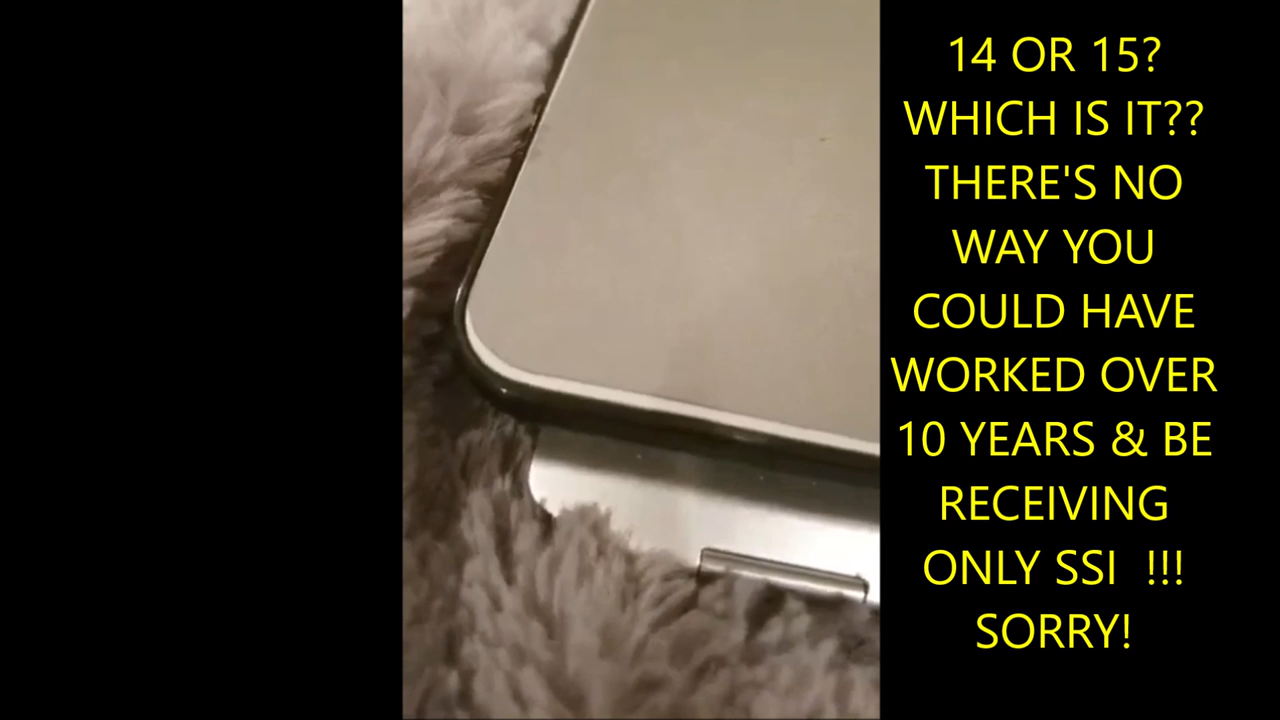 14 OR 15?
WHICH IS IT??
THERE'S NO
WAY YOU
COULD HAVE
WORKED OVER
10 YEARS & BE
RECEIVING
ONLY SSI  !!!
SORRY!